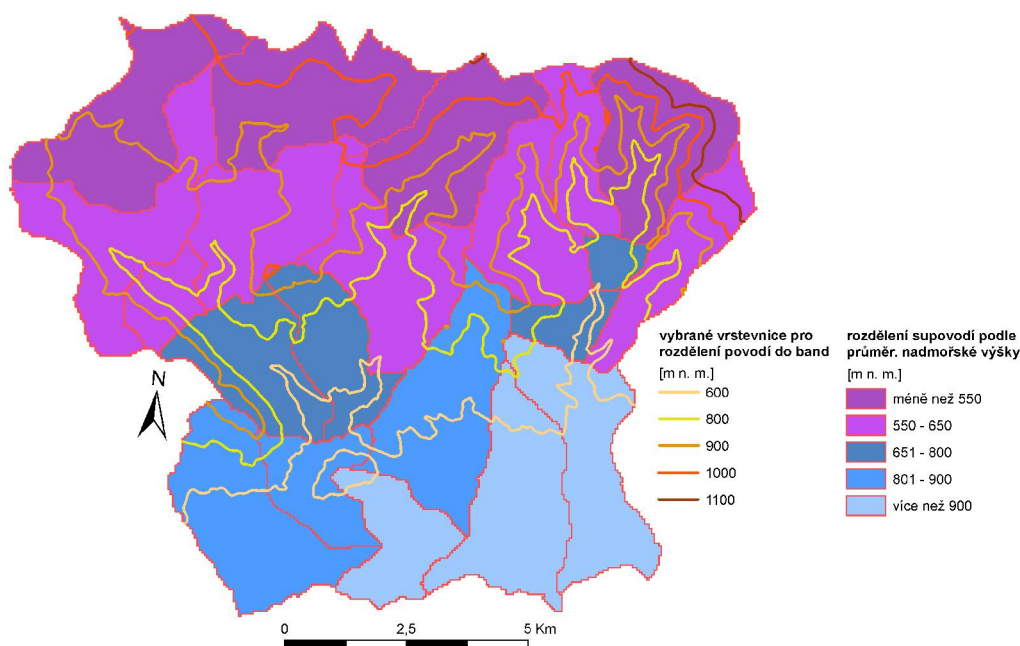 N
0 2,5 5 Km
vybrané vrstevnice pro
rozdělení povodí do band
[m n. m.]
600
800
900
1000
1100
rozdělení supovodí podle
průměr. nadmořské výšky
[m n. m.]
méně než 550
550 - 650
651 - 800
801 - 900
více než 900